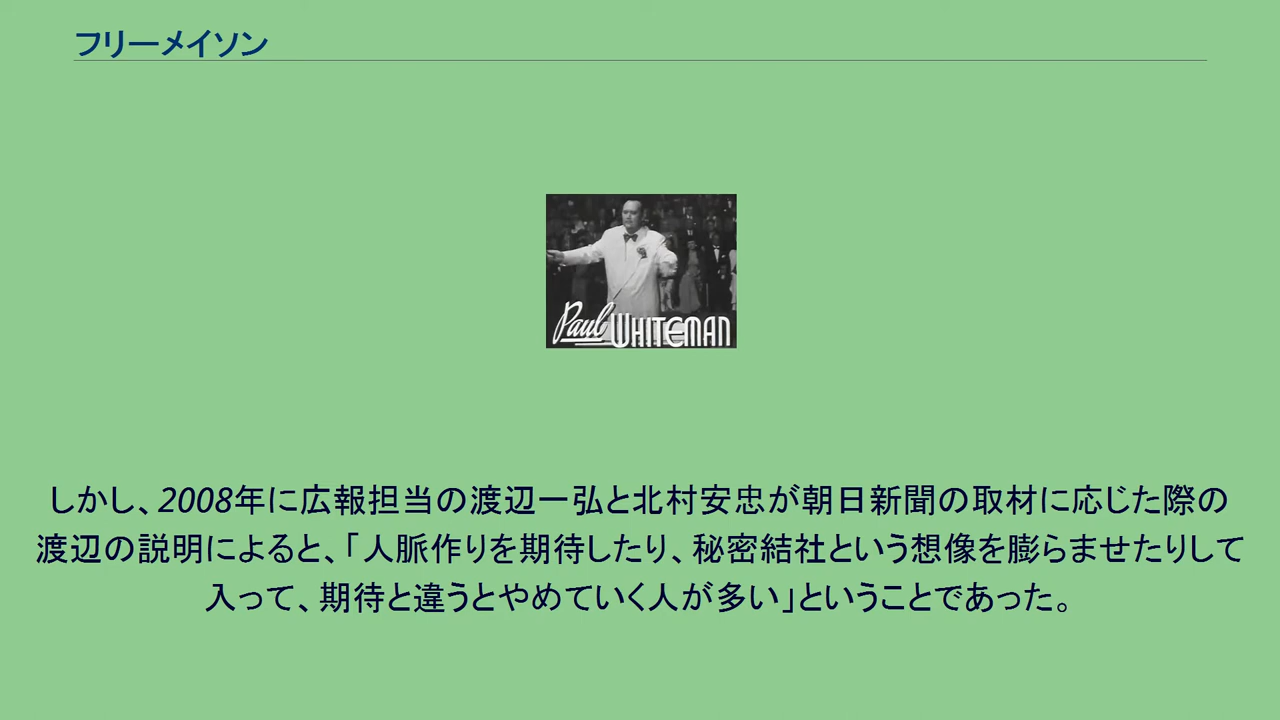 フリーメイソン
Paul WHITEMAN
しかし、2008年に広報担当の渡辺一弘と北村安忠が朝日新聞の取材に応じた際の
渡辺の説明によると、「人脈作りを期待したり、秘密結社という想像を膨らませたりして
入って、期待と違うとやめていく人が多い」ということであった。